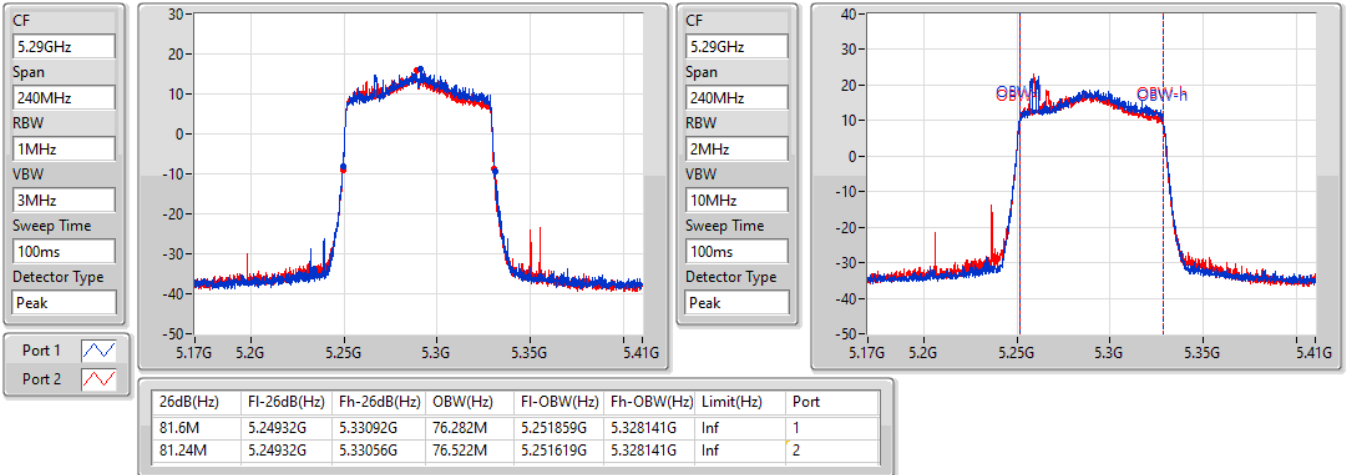 CF
5.29GHz
Span
240MHz
RBW
1MHz
VBW
3MHz
Sweep Time
100ms
Detector Type
Peak
Port 1
Port 2
30
20
10
0
-10
-20
-30
-40
-50
5.17G 5.2G 5.25G 5.3G 5.35G 5.41G
CF
5.29GHz
Span
240MHz
RBW
2MHz
VBW
10MHz
Sweep Time
100ms
Detector Type
Peak
40
30
20
10
0
-10
-20
-30
-40
-50
OBW-h
5.17G 5.2G 5.25G 5.3G 5.35G 5.41G
26dB(Hz) Fl-26dB(Hz) Fh-26dB(Hz) OBW(Hz) Fl-OBW(Hz) Fh-OBW(Hz) Limit(Hz) Port
81.6M 5.24932G 5.33092G 76.282M 5.251859G 5.328141G Inf 1
81.24M 5.24932G 5.33056G 76.522M 5.251619G 5.328141G Inf 2